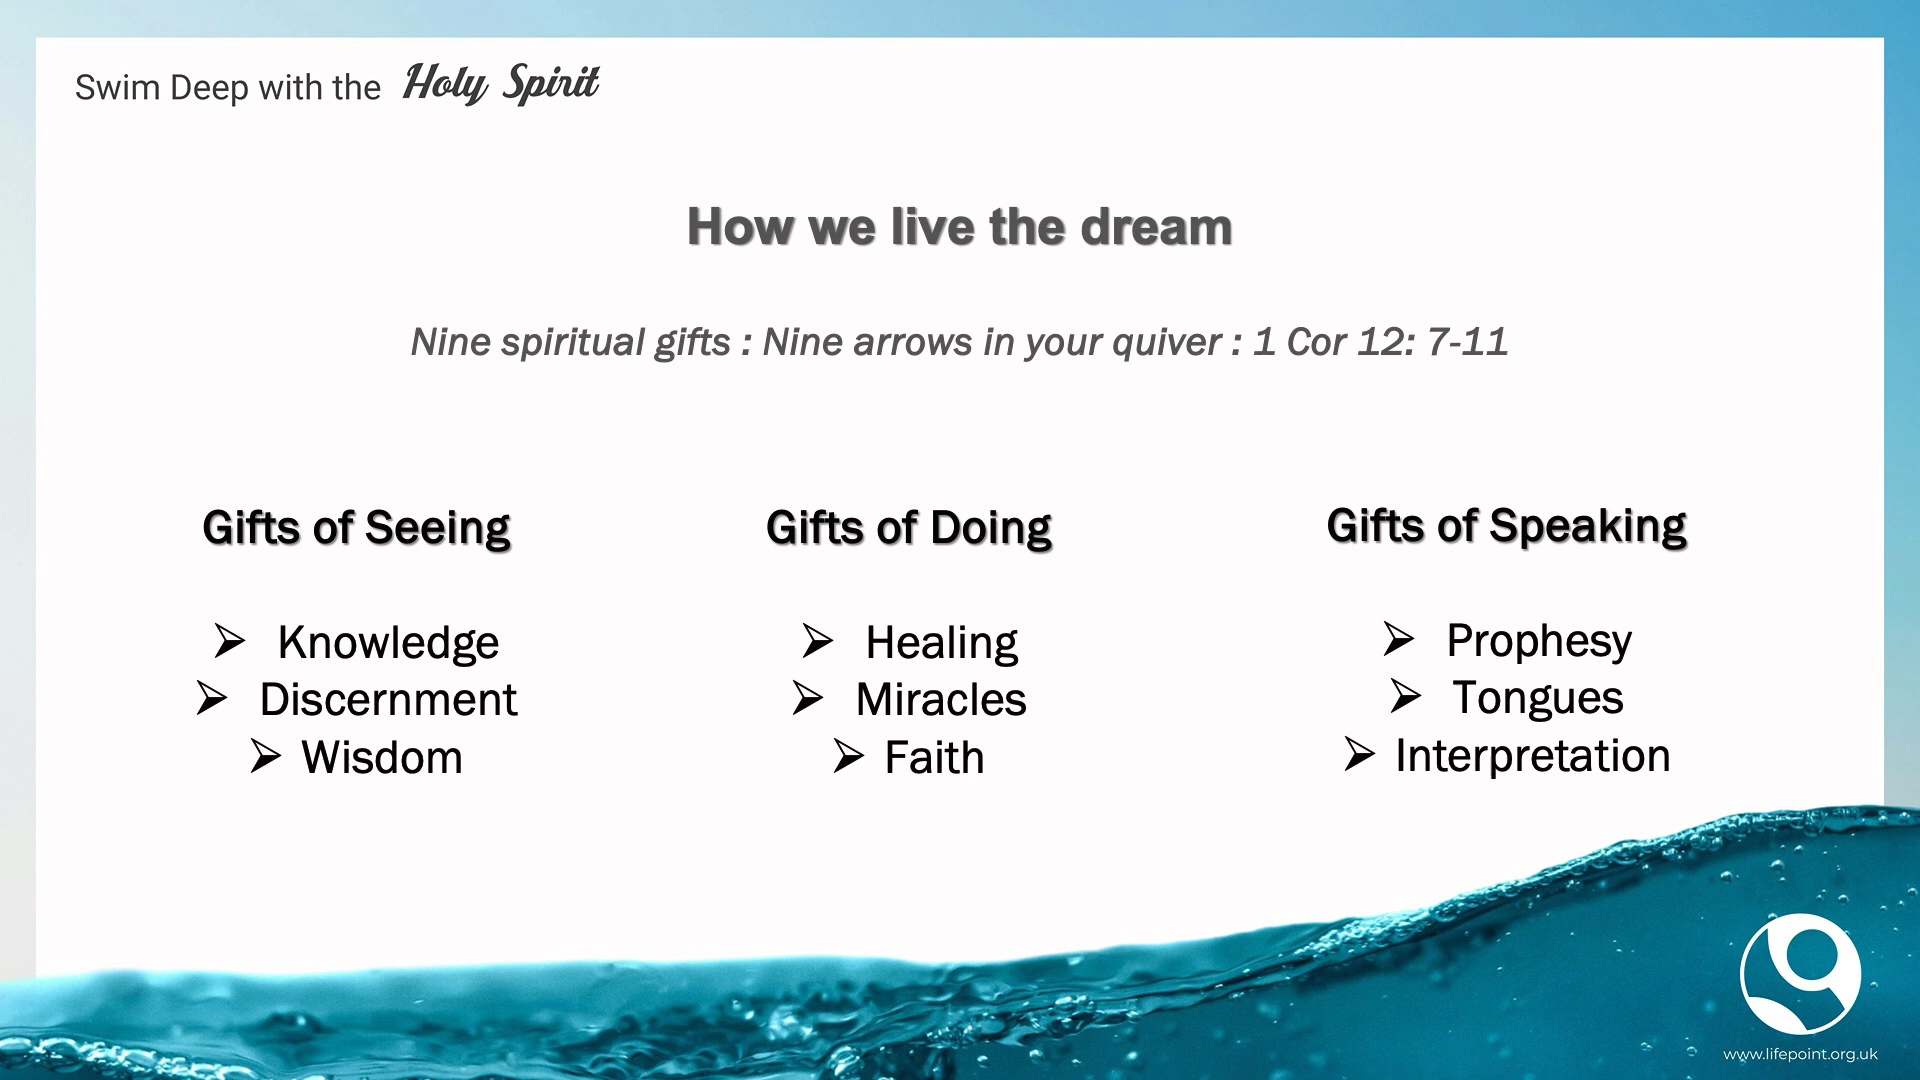 Swim Deep with the Holy Spirit
How we live the dream
Nine spiritual gifts : Nine arrows in your quiver : 1 Cor 12: 7-11
Gifts of Seeing
➢ Knowledge
➢ Discernment
➢ Wisdom
Gifts of Doing
➢ Healing
➢ Miracles
➢ Faith
Gifts of Speaking
➢ Prophesy
➢ Tongues
➢ Interpretation
www.lifepoint.org.uk